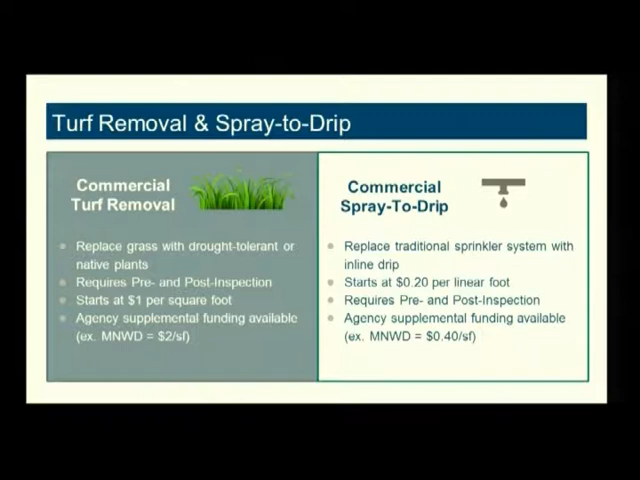 Turf Removal & Spray-to-Drip
Commercial
Turf Removal
Replace grass with drought-tolerant or
native plants
Requires Pre- and Post-Inspection
Starts at $1 per square foot
Agency supplemental funding available
(ex. MNWD = $2/sf)
Commercial
Spray-To-Drip
Replace traditional sprinkler system with
inline drip
Starts at $0.20 per linear foot
Requires Pre- and Post-Inspection
Agency supplemental funding available
(ex. MNWD = $0.40/sf)